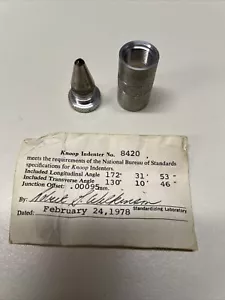 Knoop Indenter No. 8420
meets the requirements of the National Bureau of Standards
specifications for Knoop Indenters.
Included Longitudinal Angle 172° 31' 53"
Included Transverse Angle 130° 10' 46"
Junction Offset: .00095mm.
By: Wilkinson
Standardizing Laboratory
Dated: February 24, 1978